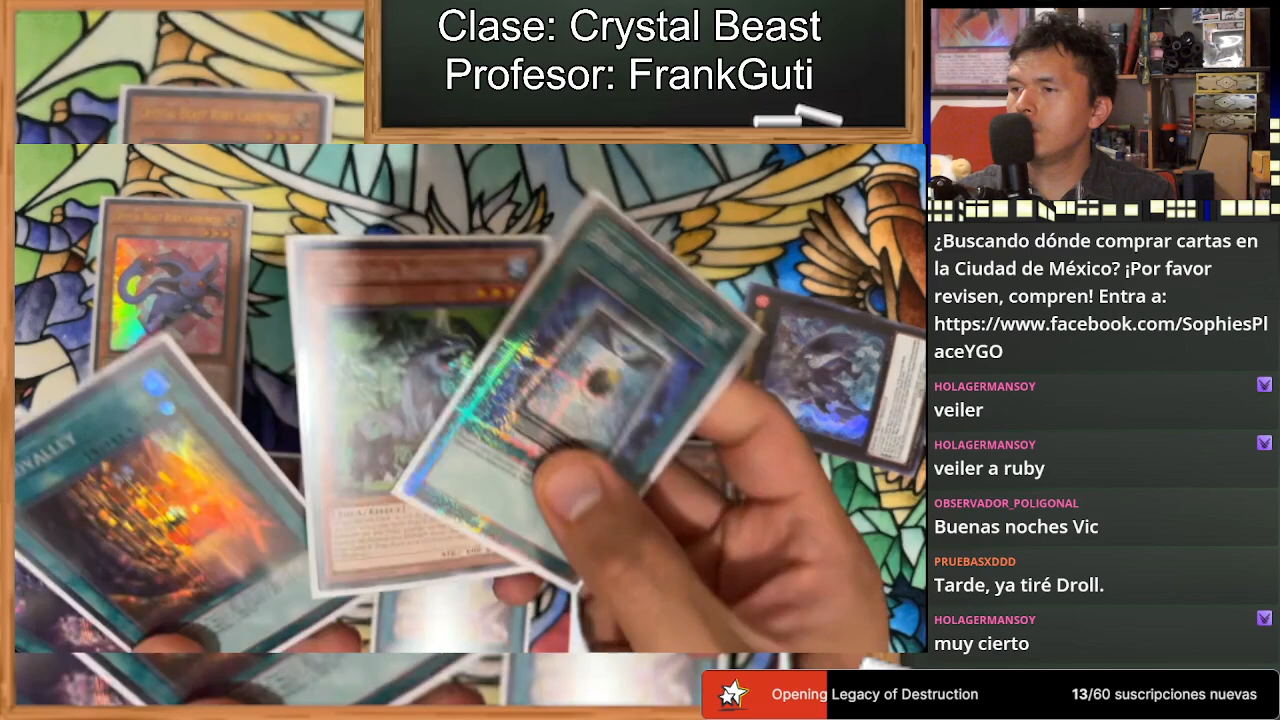 Clase: Crystal Beast
Profesor: FrankGuti
¿Buscando dónde comprar cartas en
la Ciudad de México? ¡Por favor
revisen, compren! Entra a:
https://www.facebook.com/SophiesPl
aceYGO
HOLAGERMANSOY
veiler
HOLAGERMANSOY
veiler a ruby
OBSERVADOR_POLIGONAL
Buenas noches Vic
PRUEBASXDDD
Tarde, ya tiré Droll.
HOLAGERMANSOY
muy cierto
Opening Legacy of Destruction
13/60 suscripciones nuevas